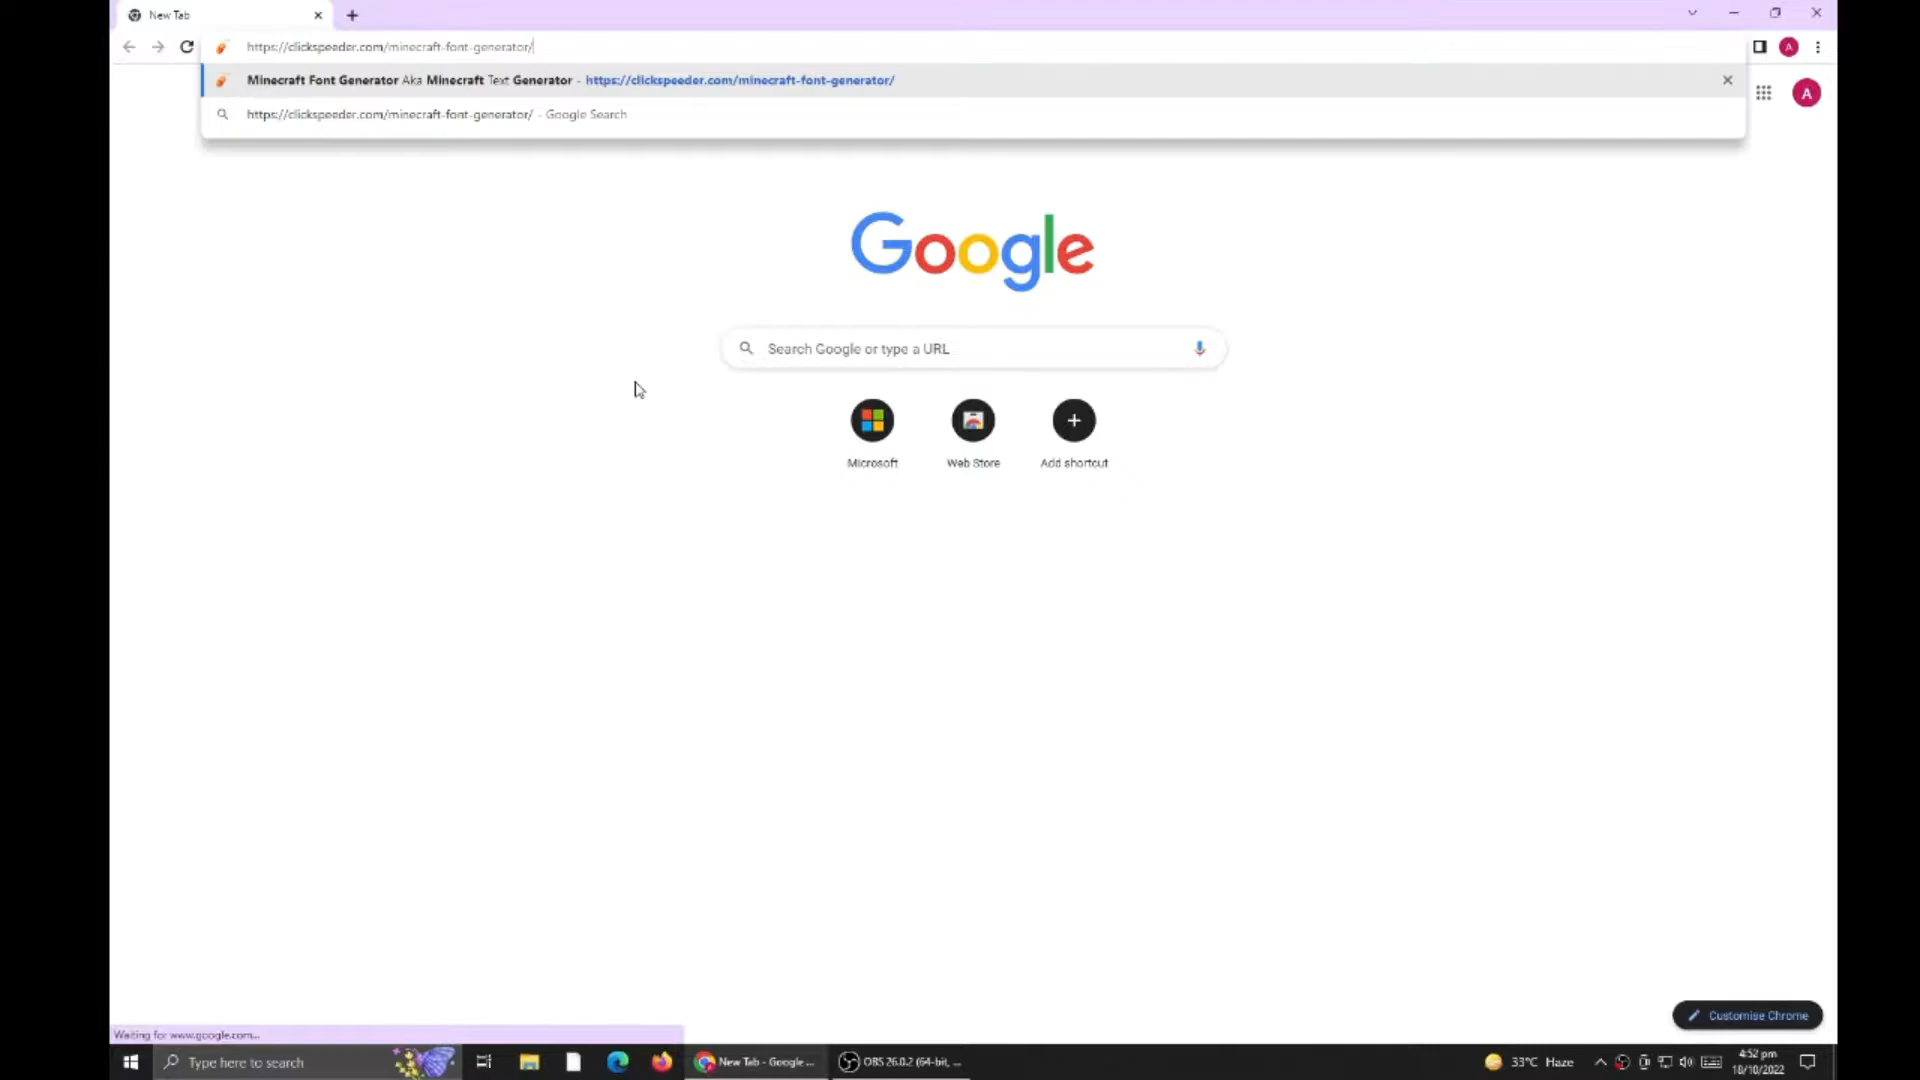 New Tab
https://clickspeeder.com/minecraft-font-generator/
A
Minecraft Font Generator Aka Minecraft Text Generator - https://clickspeeder.com/minecraft-font-generator/
A
https://clickspeeder.com/minecraft-font-generator/ - Google Search
Google
Search Google or type a URL
Microsoft
Web Store
Add shortcut
Customise Chrome
Waiting for www.google.com...
Type here to search
New Tab - Google ...
OBS 26.0.2 (64-bit, ...
33°C Haze
4:52 pm
18/10/2022